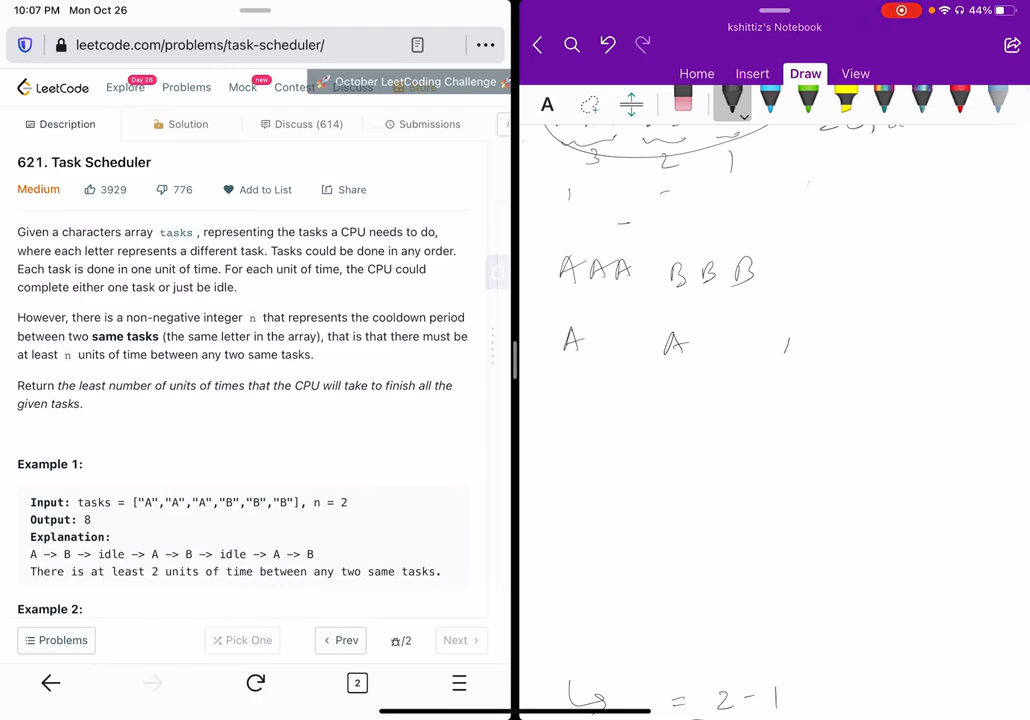 10:07 PM Mon Oct 26
44%
leetcode.com/problems/task-scheduler/
kshittiz's Notebook
Home Insert Draw View
LeetCode Explore Day 26 Problems Mock new Contest Discuss Store
October LeetCoding Challenge
Description Solution Discuss (614) Submissions
621. Task Scheduler
Medium 3929 776 Add to List Share
Given a characters array tasks, representing the tasks a CPU needs to do,
where each letter represents a different task. Tasks could be done in any order.
Each task is done in one unit of time. For each unit of time, the CPU could
complete either one task or just be idle.
However, there is a non-negative integer n that represents the cooldown period
between two same tasks (the same letter in the array), that is that there must be
at least n units of time between any two same tasks.
Return the least number of units of times that the CPU will take to finish all the
given tasks.
Example 1:
Input: tasks = ["A","A","A","B","B","B"], n = 2
Output: 8
Explanation:
A -> B -> idle -> A -> B -> idle -> A -> B
There is at least 2 units of time between any two same tasks.
Example 2:
Problems Pick One < Prev /2 Next >
2
A
3 2 1
A A A B B B
A A
= 2 - 1